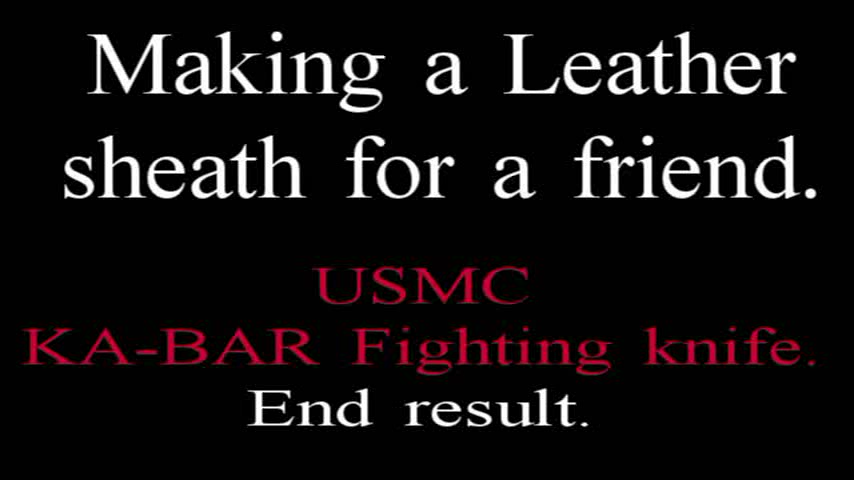 Making a Leather
sheath for a friend.
USMC
KA-BAR Fighting knife.
End result.